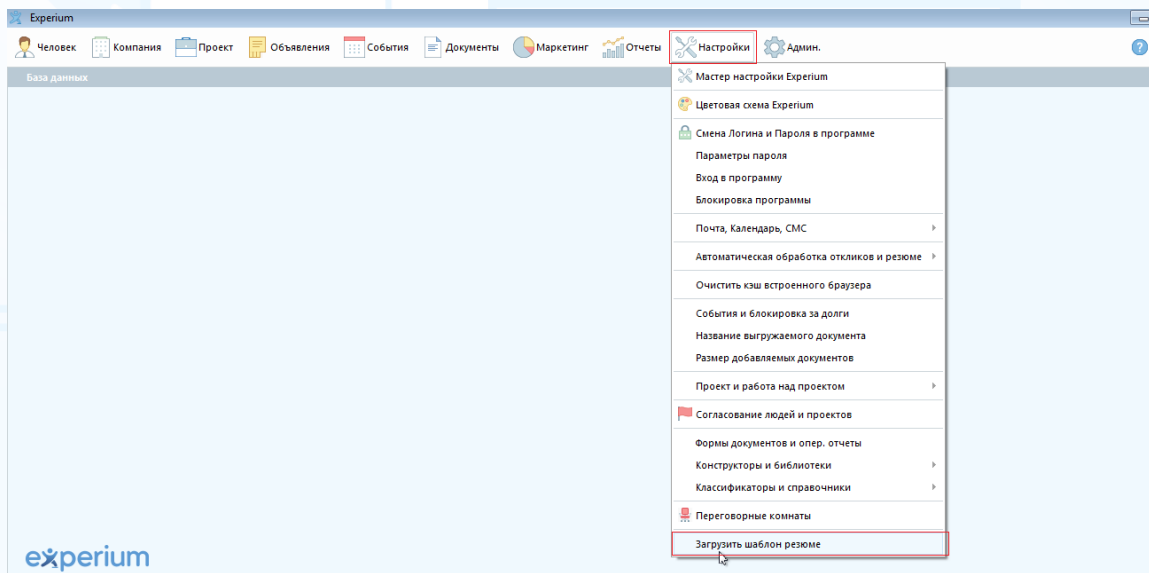 Experium
Человек Компания Проект Объявления События Документы Маркетинг Отчеты Настройки Админ. ?
База данных
Мастер настройки Experium
Цветовая схема Experium
Смена Логина и Пароля в программе
Параметры пароля
Вход в программу
Блокировка программы
Почта, Календарь, СМС
Автоматическая обработка откликов и резюме
Очистить кэш встроенного браузера
События и блокировка за долги
Название выгружаемого документа
Размер добавляемых документов
Проект и работа над проектом
Согласование людей и проектов
Формы документов и опер. отчеты
Конструкторы и библиотеки
Классификаторы и справочники
Переговорные комнаты
Загрузить шаблон резюме
experium